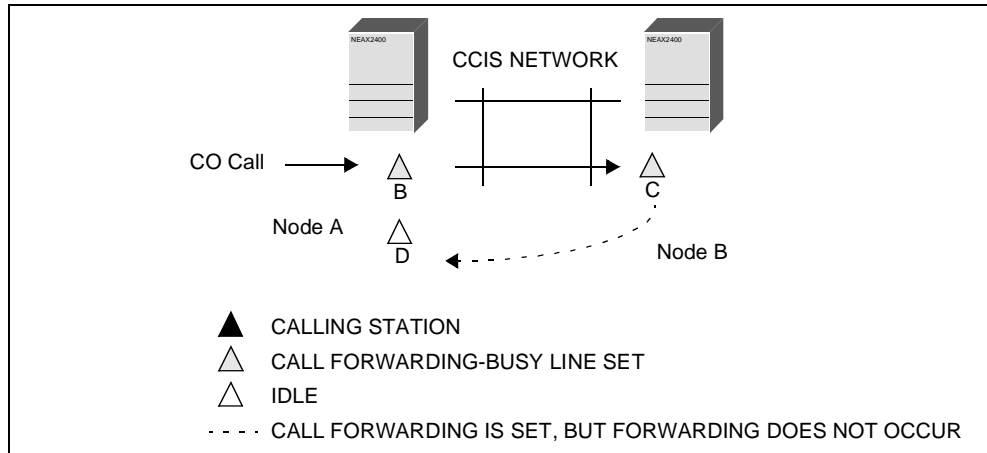 NEAX2400
NEAX2400
CCIS NETWORK
CO Call
B
C
Node A
D
Node B
CALLING STATION
CALL FORWARDING-BUSY LINE SET
IDLE
CALL FORWARDING IS SET, BUT FORWARDING DOES NOT OCCUR